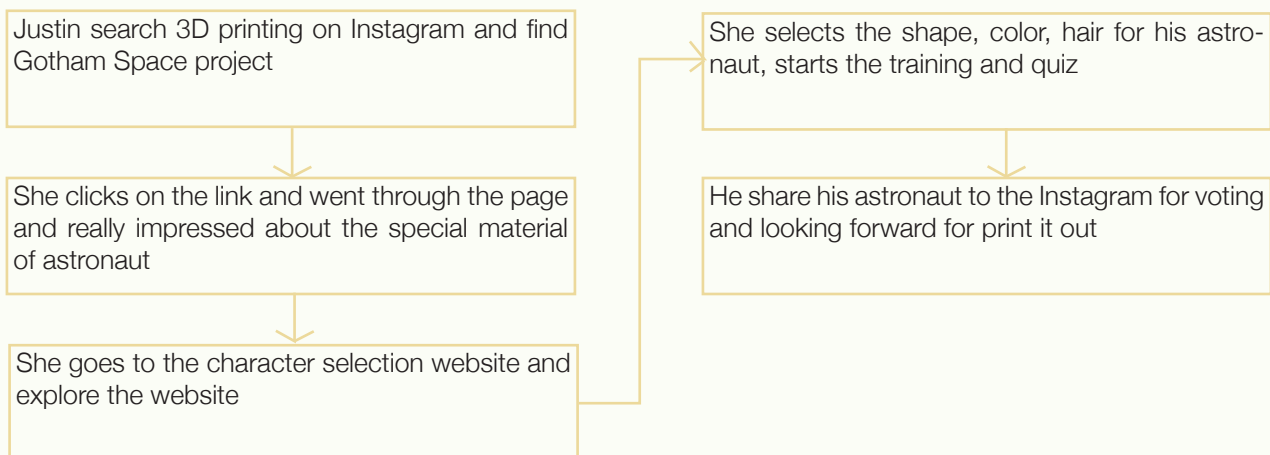 Justin search 3D printing on Instagram and find
Gotham Space project
She clicks on the link and went through the page
and really impressed about the special material
of astronaut
She goes to the character selection website and
explore the website
She selects the shape, color, hair for his astro-
naut, starts the training and quiz
He share his astronaut to the Instagram for voting
and looking forward for print it out